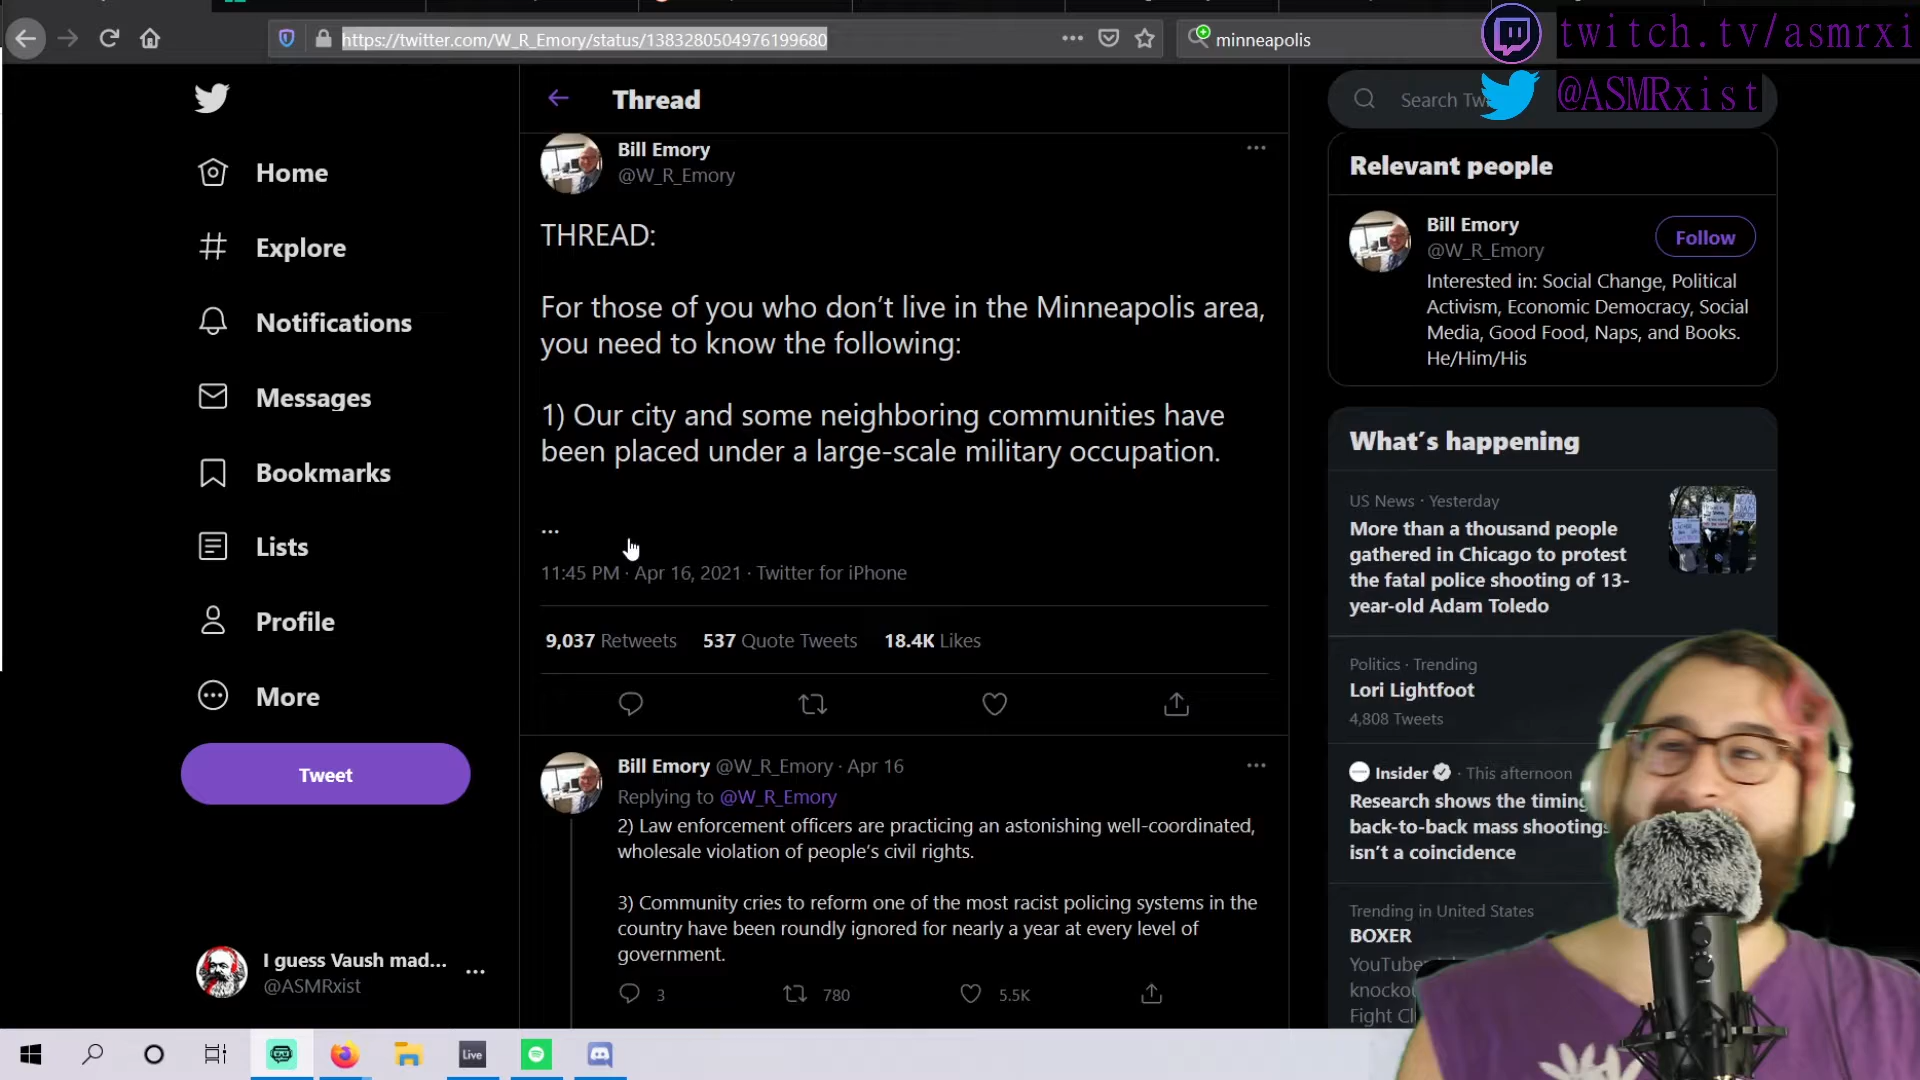 https://twitter.com/W_R_Emory/status/1383280504976199680
minneapolis
twitch.tv/asmrxi
@ASMRxist
Home
Explore
Notifications
Messages
Bookmarks
Lists
Profile
More
Tweet
I guess Vaush mad...
@ASMRxist
Thread
Bill Emory
@W_R_Emory
THREAD:
For those of you who don’t live in the Minneapolis area,
you need to know the following:
1) Our city and some neighboring communities have
been placed under a large-scale military occupation.
...
11:45 PM · Apr 16, 2021 · Twitter for iPhone
9,037 Retweets 537 Quote Tweets 18.4K Likes
Bill Emory @W_R_Emory · Apr 16
Replying to @W_R_Emory
2) Law enforcement officers are practicing an astonishing well-coordinated,
wholesale violation of people’s civil rights.
3) Community cries to reform one of the most racist policing systems in the
country have been roundly ignored for nearly a year at every level of
government.
3 780 5.5K
Search Tw
Relevant people
Bill Emory
@W_R_Emory
Follow
Interested in: Social Change, Political
Activism, Economic Democracy, Social
Media, Good Food, Naps, and Books.
He/Him/His
What’s happening
US News · Yesterday
More than a thousand people
gathered in Chicago to protest
the fatal police shooting of 13-
year-old Adam Toledo
Politics · Trending
Lori Lightfoot
4,808 Tweets
Insider · This afternoon
Research shows the timing
back-to-back mass shootings
isn’t a coincidence
Trending in United States
BOXER
YouTube
knockou
Fight Cl
Live